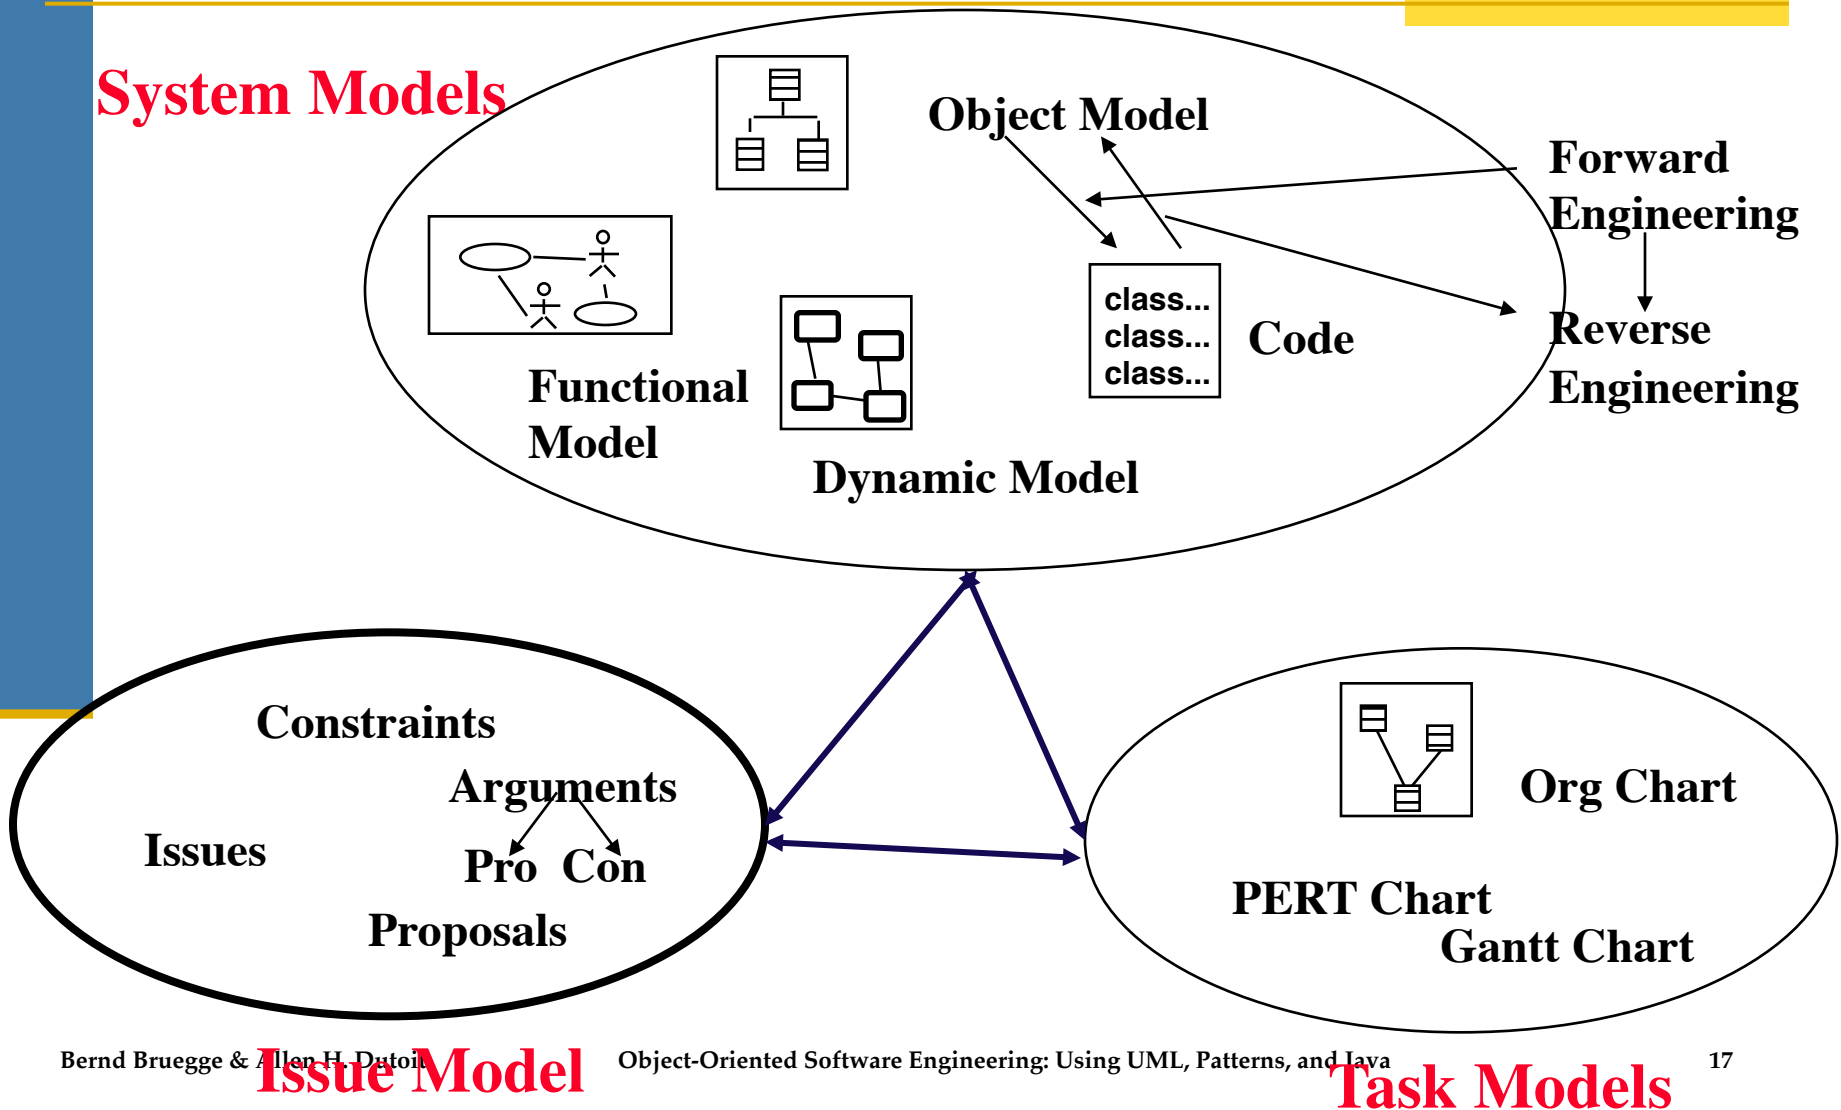 System Models
Object Model
Forward
Engineering
class...
class...
class...
Code
Reverse
Engineering
Functional
Model
Dynamic Model
Constraints
Arguments
Issues
Pro Con
Proposals
Org Chart
PERT Chart
Gantt Chart
Bernd Bruegge & Allen H. Dutoit
Object-Oriented Software Engineering: Using UML, Patterns, and Java
17
Issue Model
Task Models